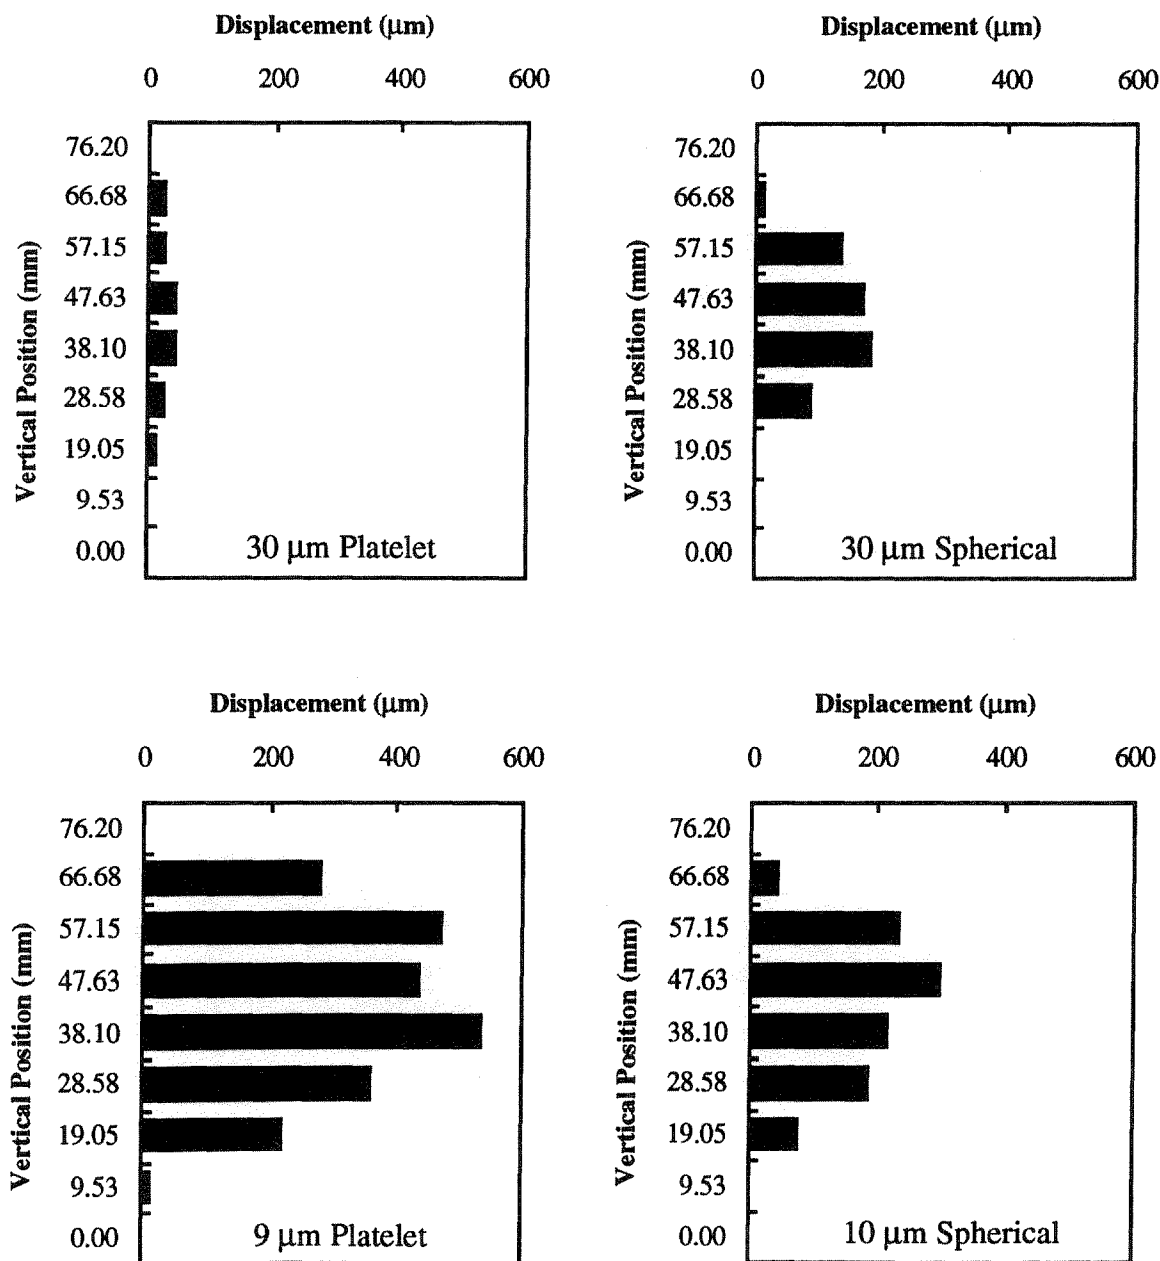 Displacement (µm)
0 200 400 600
Vertical Position (mm)
76.20
66.68
57.15
47.63
38.10
28.58
19.05
9.53
0.00
30 µm Platelet
Displacement (µm)
0 200 400 600
Vertical Position (mm)
76.20
66.68
57.15
47.63
38.10
28.58
19.05
9.53
0.00
30 µm Spherical
Displacement (µm)
0 200 400 600
Vertical Position (mm)
76.20
66.68
57.15
47.63
38.10
28.58
19.05
9.53
0.00
9 µm Platelet
Displacement (µm)
0 200 400 600
Vertical Position (mm)
76.20
66.68
57.15
47.63
38.10
28.58
19.05
9.53
0.00
10 µm Spherical